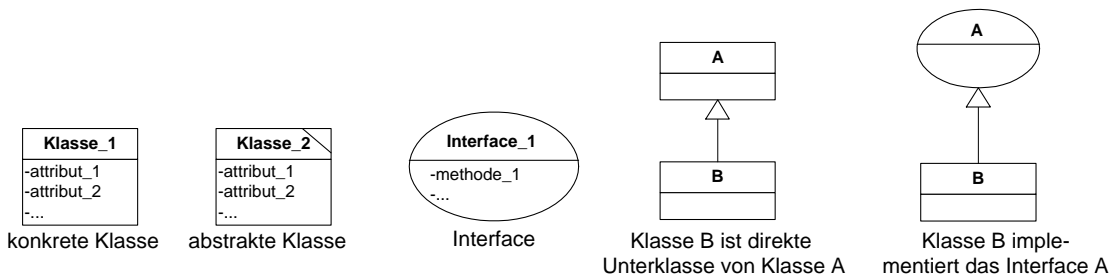 Klasse_1
-attribut_1
-attribut_2
-...
konkrete Klasse
Klasse_2
-attribut_1
-attribut_2
-...
abstrakte Klasse
Interface_1
-methode_1
-...
Interface
A
B
Klasse B ist direkte
Unterklasse von Klasse A
A
B
Klasse B imple-
mentiert das Interface A